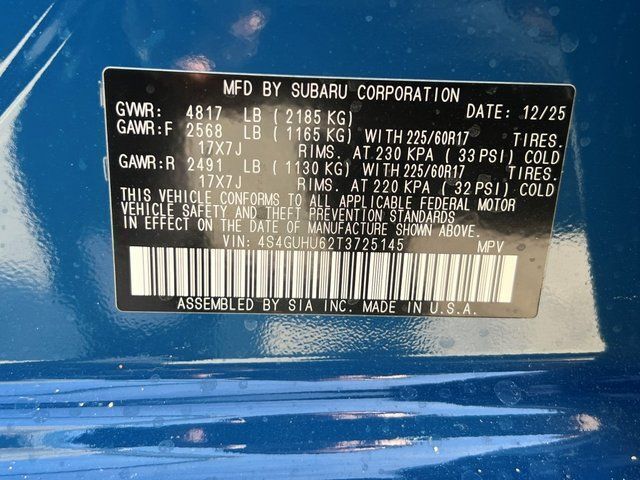 MFD BY SUBARU CORPORATION
GVWR: 4817 LB (2185 KG) DATE: 12/25
GAWR:F 2568 LB (1165 KG) WITH 225/60R17 TIRES.
17X7J RIMS. AT 230 KPA (33 PSI) COLD
GAWR:R 2491 LB (1130 KG) WITH 225/60R17 TIRES.
17X7J RIMS. AT 220 KPA (32 PSI) COLD
THIS VEHICLE CONFORMS TO ALL APPLICABLE FEDERAL MOTOR
VEHICLE SAFETY AND THEFT PREVENTION STANDARDS
IN EFFECT ON THE DATE OF MANUFACTURE SHOWN ABOVE.
VIN: 4S4GUHU62T3725145 MPV
ASSEMBLED BY SIA INC. MADE IN U.S.A.